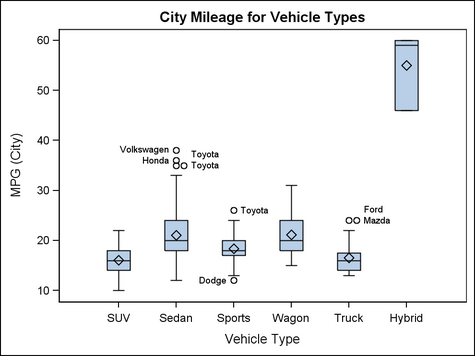 City Mileage for Vehicle Types
MPG (City)
60
50
40
30
20
10
Volkswagen
Toyota
Honda
Toyota
Toyota
Dodge
Ford
Mazda
SUV Sedan Sports Wagon Truck Hybrid
Vehicle Type